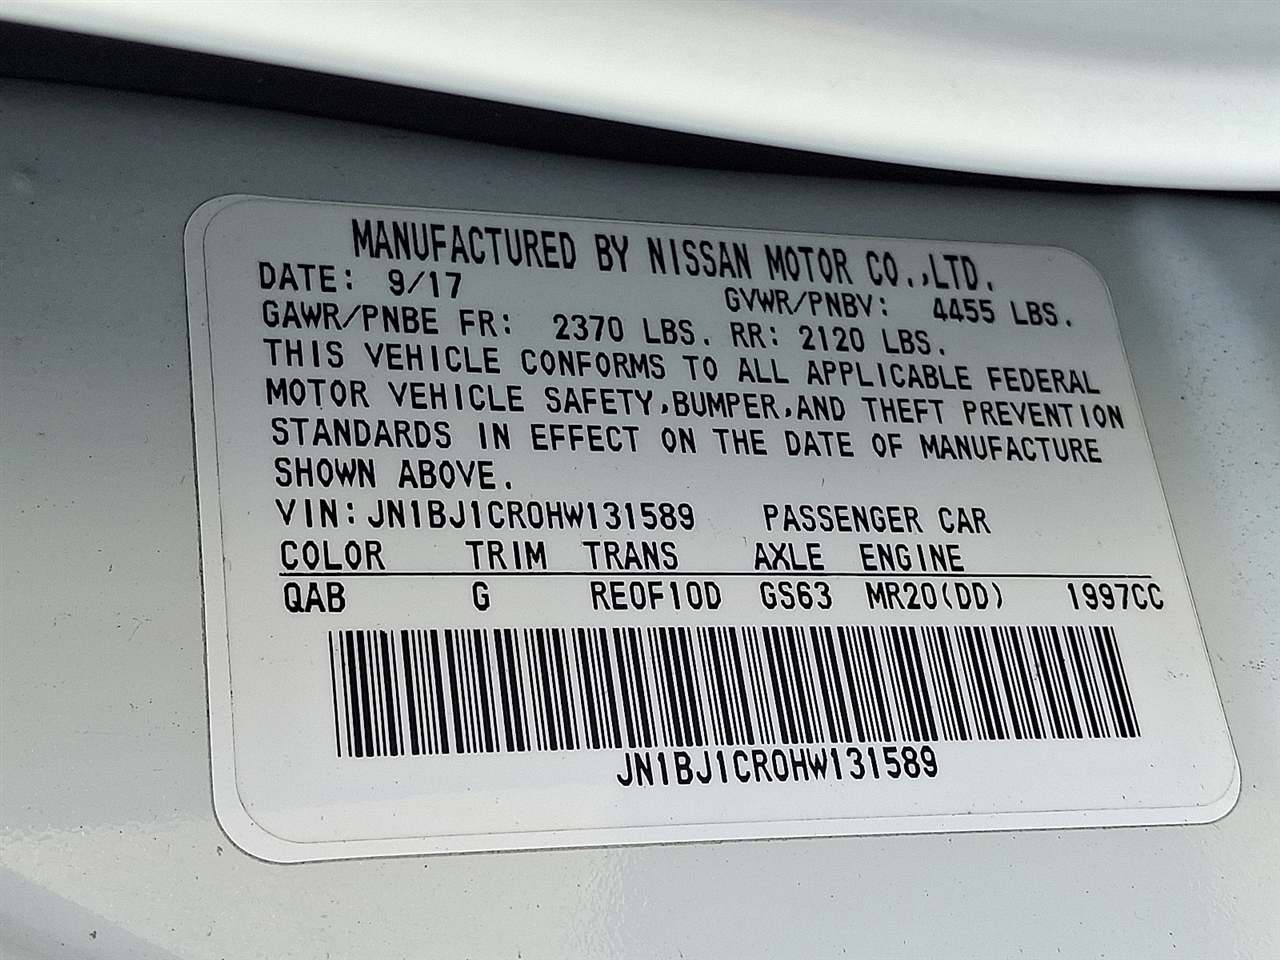 MANUFACTURED BY NISSAN MOTOR CO.,LTD.
DATE: 9/17 GVWR/PNBV: 4455 LBS.
GAWR/PNBE FR: 2370 LBS. RR: 2120 LBS.
THIS VEHICLE CONFORMS TO ALL APPLICABLE FEDERAL
MOTOR VEHICLE SAFETY,BUMPER,AND THEFT PREVENTION
STANDARDS IN EFFECT ON THE DATE OF MANUFACTURE
SHOWN ABOVE.
VIN: JN1BJ1CR0HW131589 PASSENGER CAR
COLOR TRIM TRANS AXLE ENGINE
QAB G RE0F10D GS63 MR20(DD) 1997CC
JN1BJ1CR0HW131589